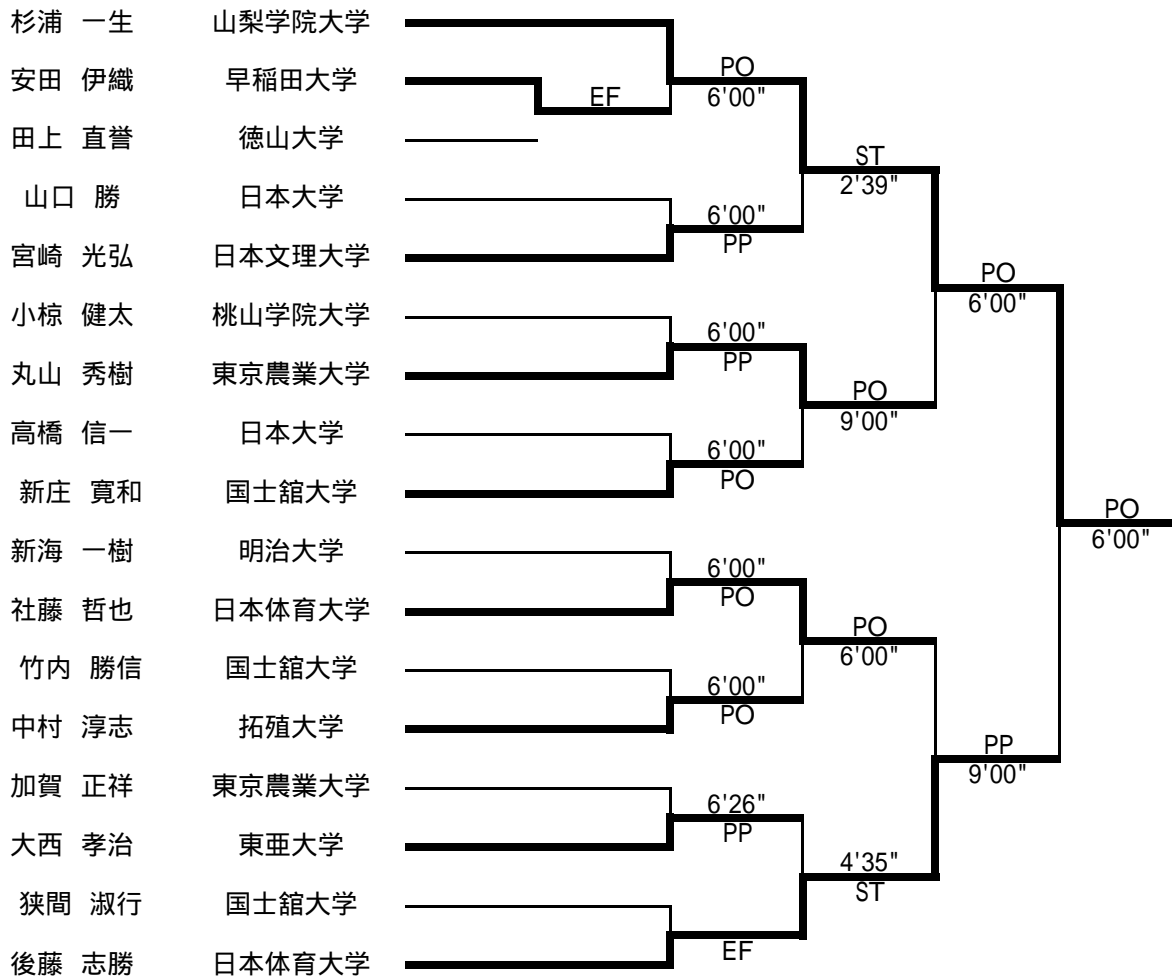 杉浦 一生 山梨学院大学
PO
安田 伊織 早稲田大学
EF
6'00"
田上 直誉 徳山大学
ST
2'39"
山口 勝 日本大学
6'00"
PP
宮崎 光弘 日本文理大学
PO
6'00"
小椋 健太 桃山学院大学
6'00"
PP
丸山 秀樹 東京農業大学
PO
9'00"
高橋 信一 日本大学
6'00"
PO
新庄 寛和 国士舘大学
PO
6'00"
新海 一樹 明治大学
6'00"
PO
社藤 哲也 日本体育大学
PO
6'00"
竹内 勝信 国士舘大学
6'00"
PO
中村 淳志 拓殖大学
PP
9'00"
加賀 正祥 東京農業大学
6'26"
PP
大西 孝治 東亜大学
4'35"
ST
狭間 淑行 国士舘大学
EF
後藤 志勝 日本体育大学